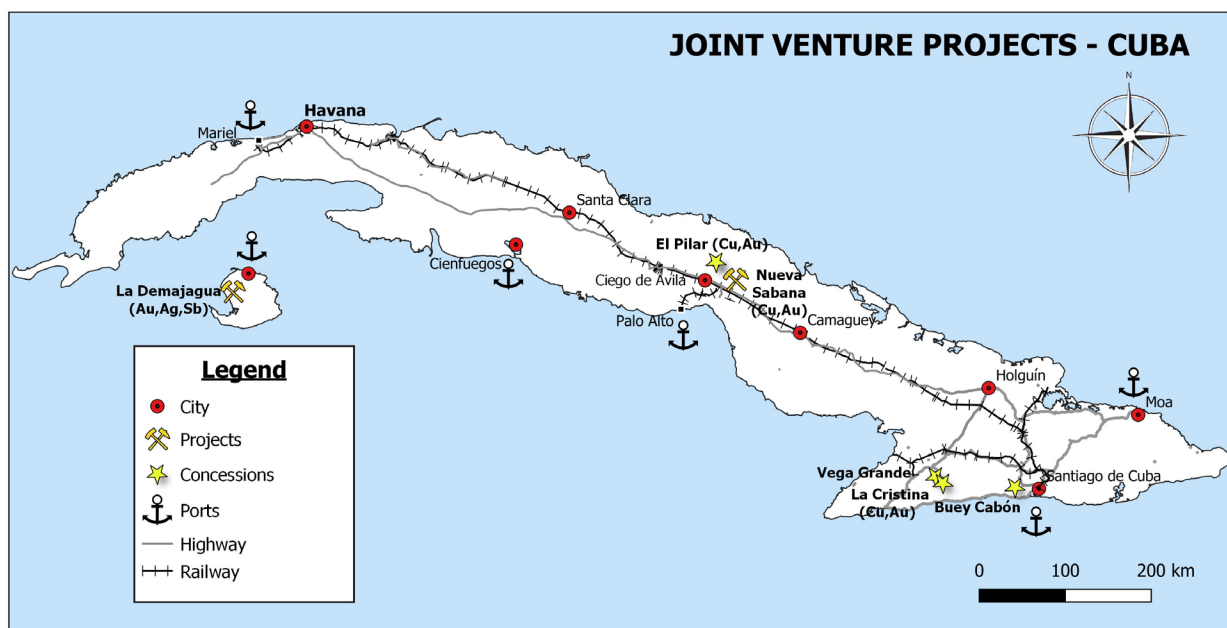 JOINT VENTURE PROJECTS - CUBA
N
Havana
Mariel
Santa Clara
El Pilar (Cu,Au)
Cienfuegos
Ciego de Ávila
Nueva
Sabana
(Cu,Au)
La Demajagua
(Au,Ag,Sb)
Palo Alto
Camaguey
Holguín
Moa
Vega Grande
La Cristina
(Cu,Au)
Buey Cabón
Santiago de Cuba
Legend
City
Projects
Concessions
Ports
Highway
Railway
0 100 200 km